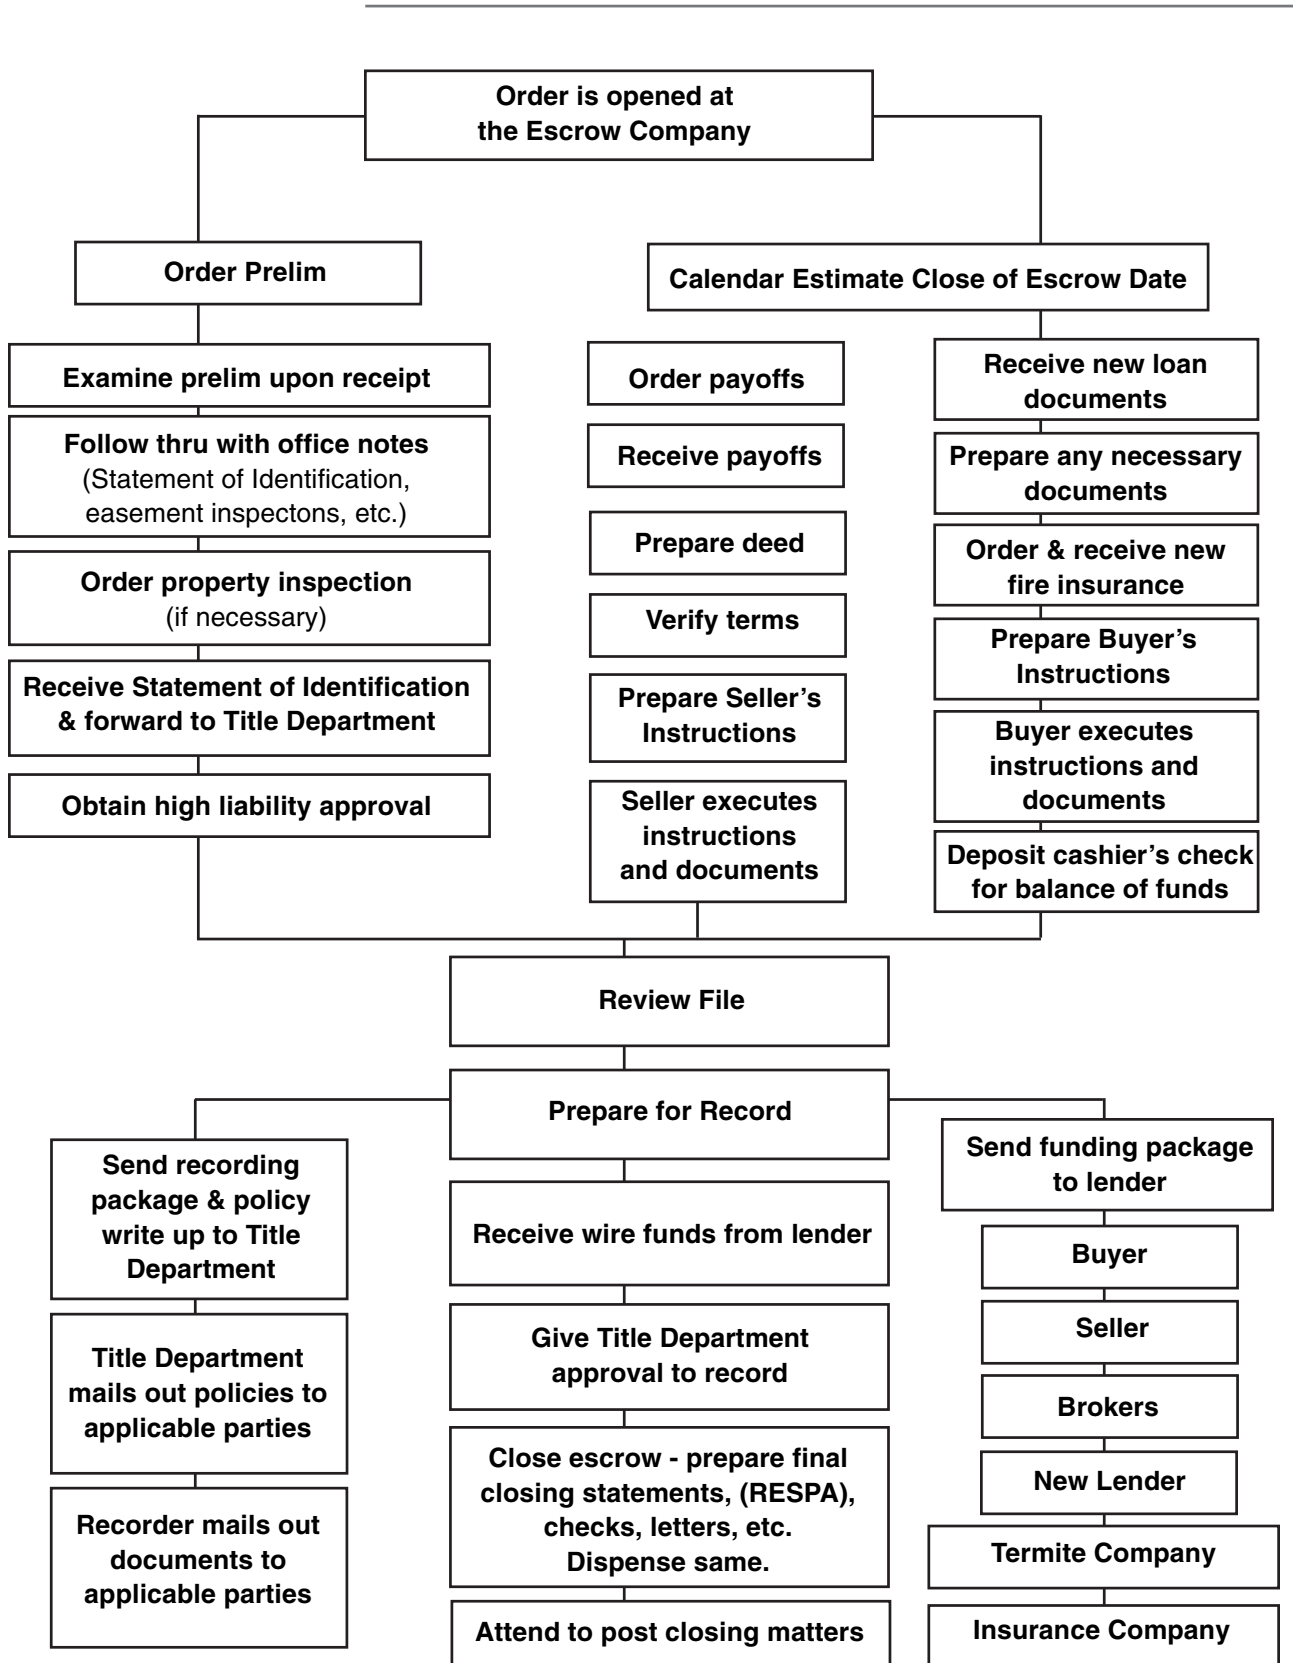 Order is opened at
the Escrow Company
Order Prelim
Calendar Estimate Close of Escrow Date
Examine prelim upon receipt
Follow thru with office notes
(Statement of Identification,
easement inspectons, etc.)
Order property inspection
(if necessary)
Receive Statement of Identification
& forward to Title Department
Obtain high liability approval
Order payoffs
Receive payoffs
Prepare deed
Verify terms
Prepare Seller’s
Instructions
Seller executes
instructions
and documents
Receive new loan
documents
Prepare any necessary
documents
Order & receive new
fire insurance
Prepare Buyer’s
Instructions
Buyer executes
instructions and
documents
Deposit cashier’s check
for balance of funds
Review File
Prepare for Record
Send recording
package & policy
write up to Title
Department
Title Department
mails out policies to
applicable parties
Recorder mails out
documents to
applicable parties
Receive wire funds from lender
Give Title Department
approval to record
Close escrow - prepare final
closing statements, (RESPA),
checks, letters, etc.
Dispense same.
Attend to post closing matters
Send funding package
to lender
Buyer
Seller
Brokers
New Lender
Termite Company
Insurance Company